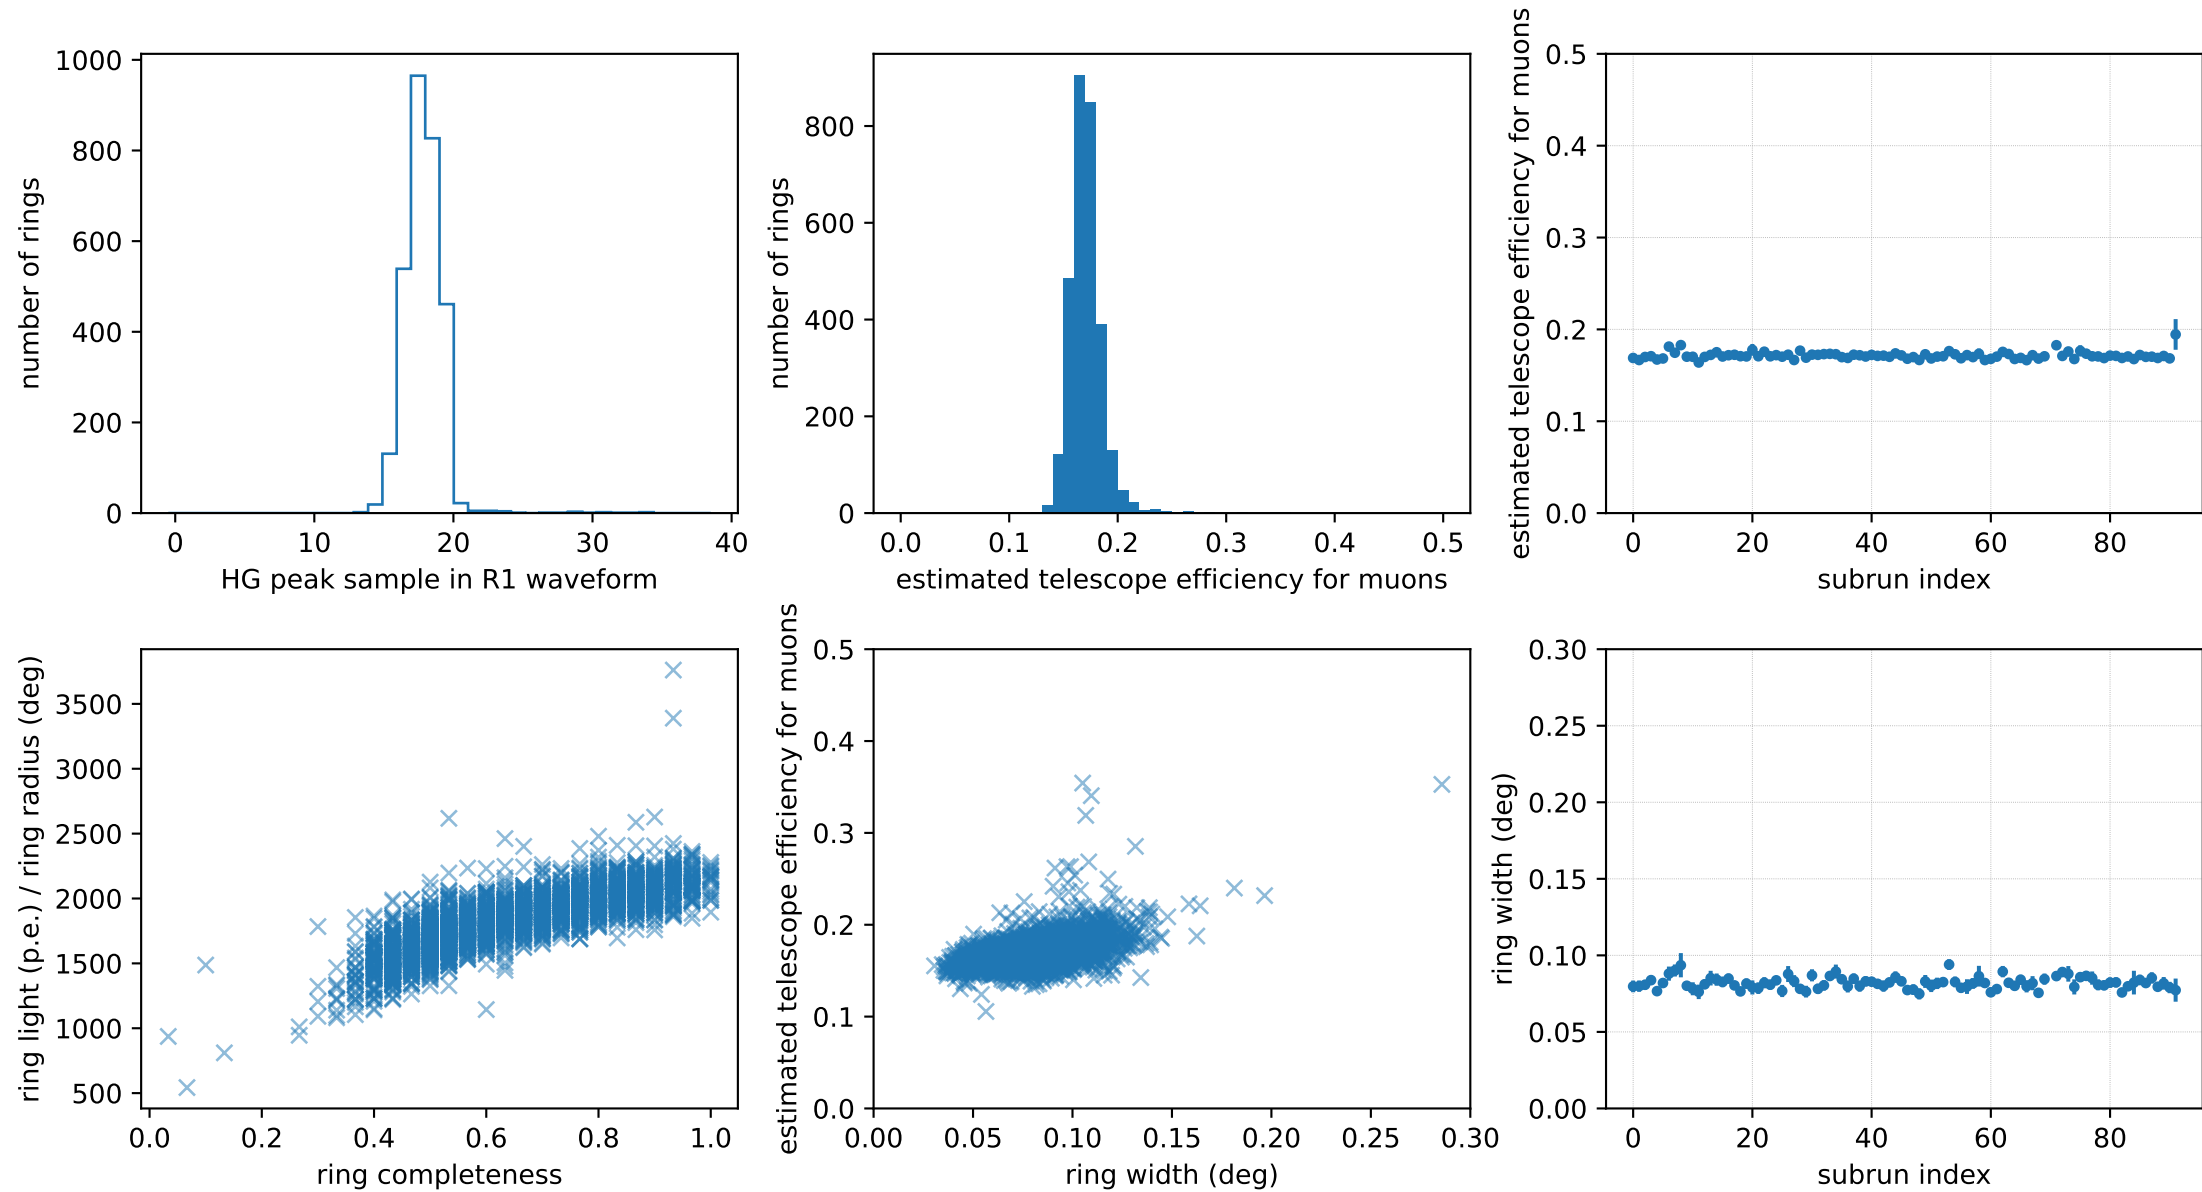 1000
800
600
400
200
0
number of rings
0 10 20 30 40
HG peak sample in R1 waveform
800
600
400
200
0
number of rings
0.0 0.1 0.2 0.3 0.4 0.5
estimated telescope efficiency for muons
0.5
0.4
0.3
0.2
0.1
0.0
estimated telescope efficiency for muons
0 20 40 60 80
subrun index
3500
3000
2500
2000
1500
1000
500
ring light (p.e.) / ring radius (deg)
0.0 0.2 0.4 0.6 0.8 1.0
ring completeness
0.5
0.4
0.3
0.2
0.1
0.0
estimated telescope efficiency for muons
0.00 0.05 0.10 0.15 0.20 0.25 0.30
ring width (deg)
0.30
0.25
0.20
0.15
0.10
0.05
0.00
ring width (deg)
0 20 40 60 80
subrun index